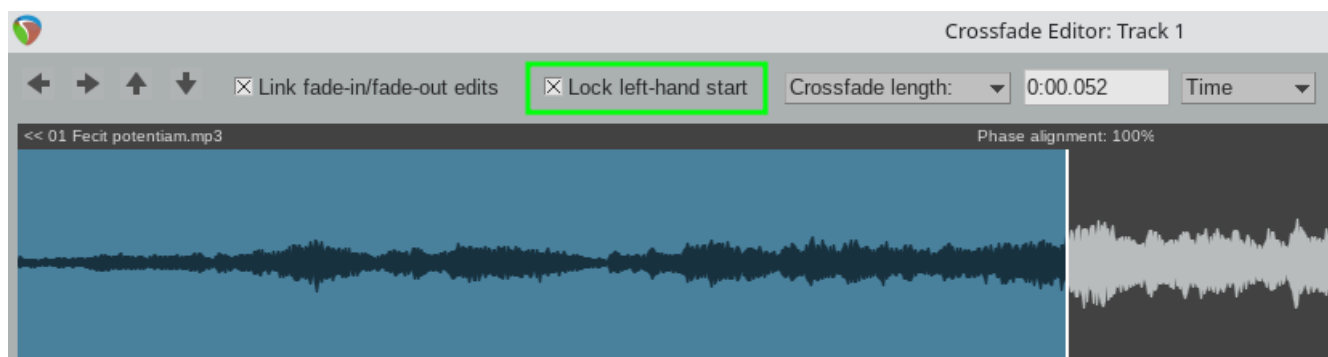 Crossfade Editor: Track 1
Link fade-in/fade-out edits Lock left-hand start Crossfade length: 0:00.052 Time
<< 01 Fecit potentiam.mp3 Phase alignment: 100%